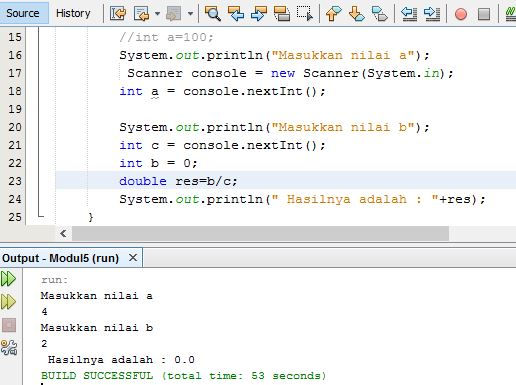 Source History
15 //int a=100;
16 System.out.println("Masukkan nilai a");
17 Scanner console = new Scanner(System.in);
18 int a = console.nextInt();
19
20 System.out.println("Masukkan nilai b");
21 int c = console.nextInt();
22 int b = 0;
23 double res=b/c;
24 System.out.println(" Hasilnya adalah : "+res);
25 }
Output - Modul5 (run) ×
run:
Masukkan nilai a
4
Masukkan nilai b
2
Hasilnya adalah : 0.0
BUILD SUCCESSFUL (total time: 53 seconds)